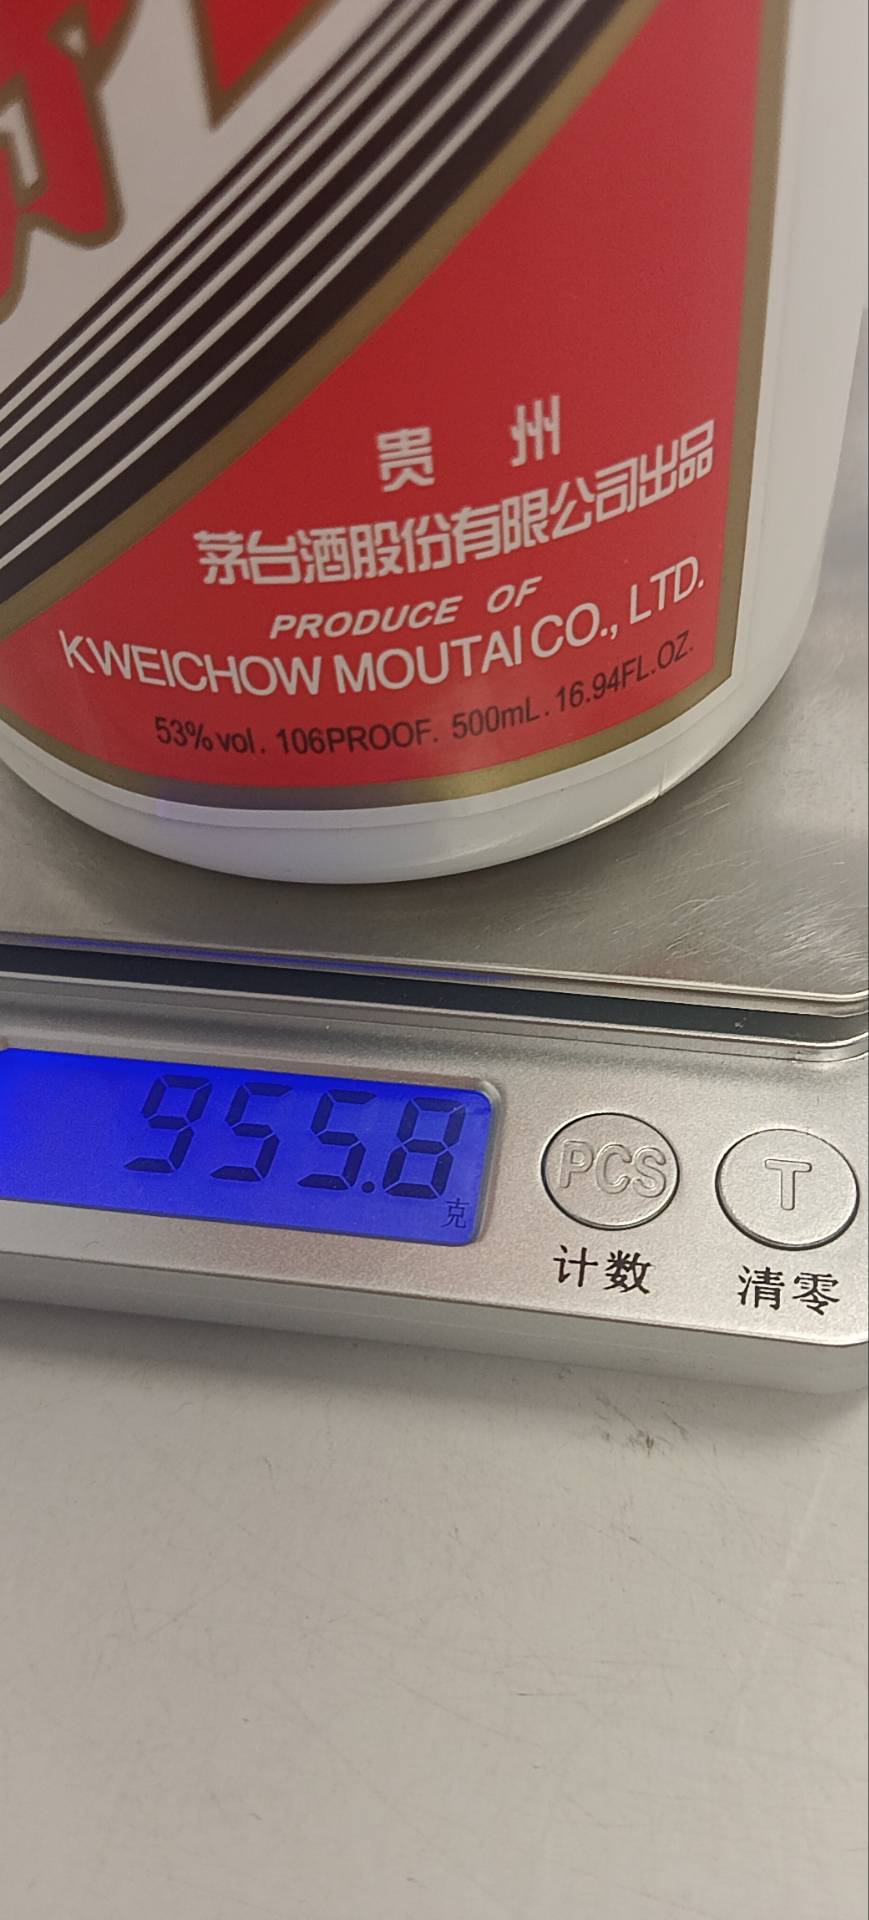 贵 州
茅台酒股份有限公司出品
PRODUCE OF
KWEICHOW MOUTAI CO., LTD.
53%vol. 106PROOF. 500mL. 16.94FL.OZ.
955.8
克
PCS
T
计数
清零